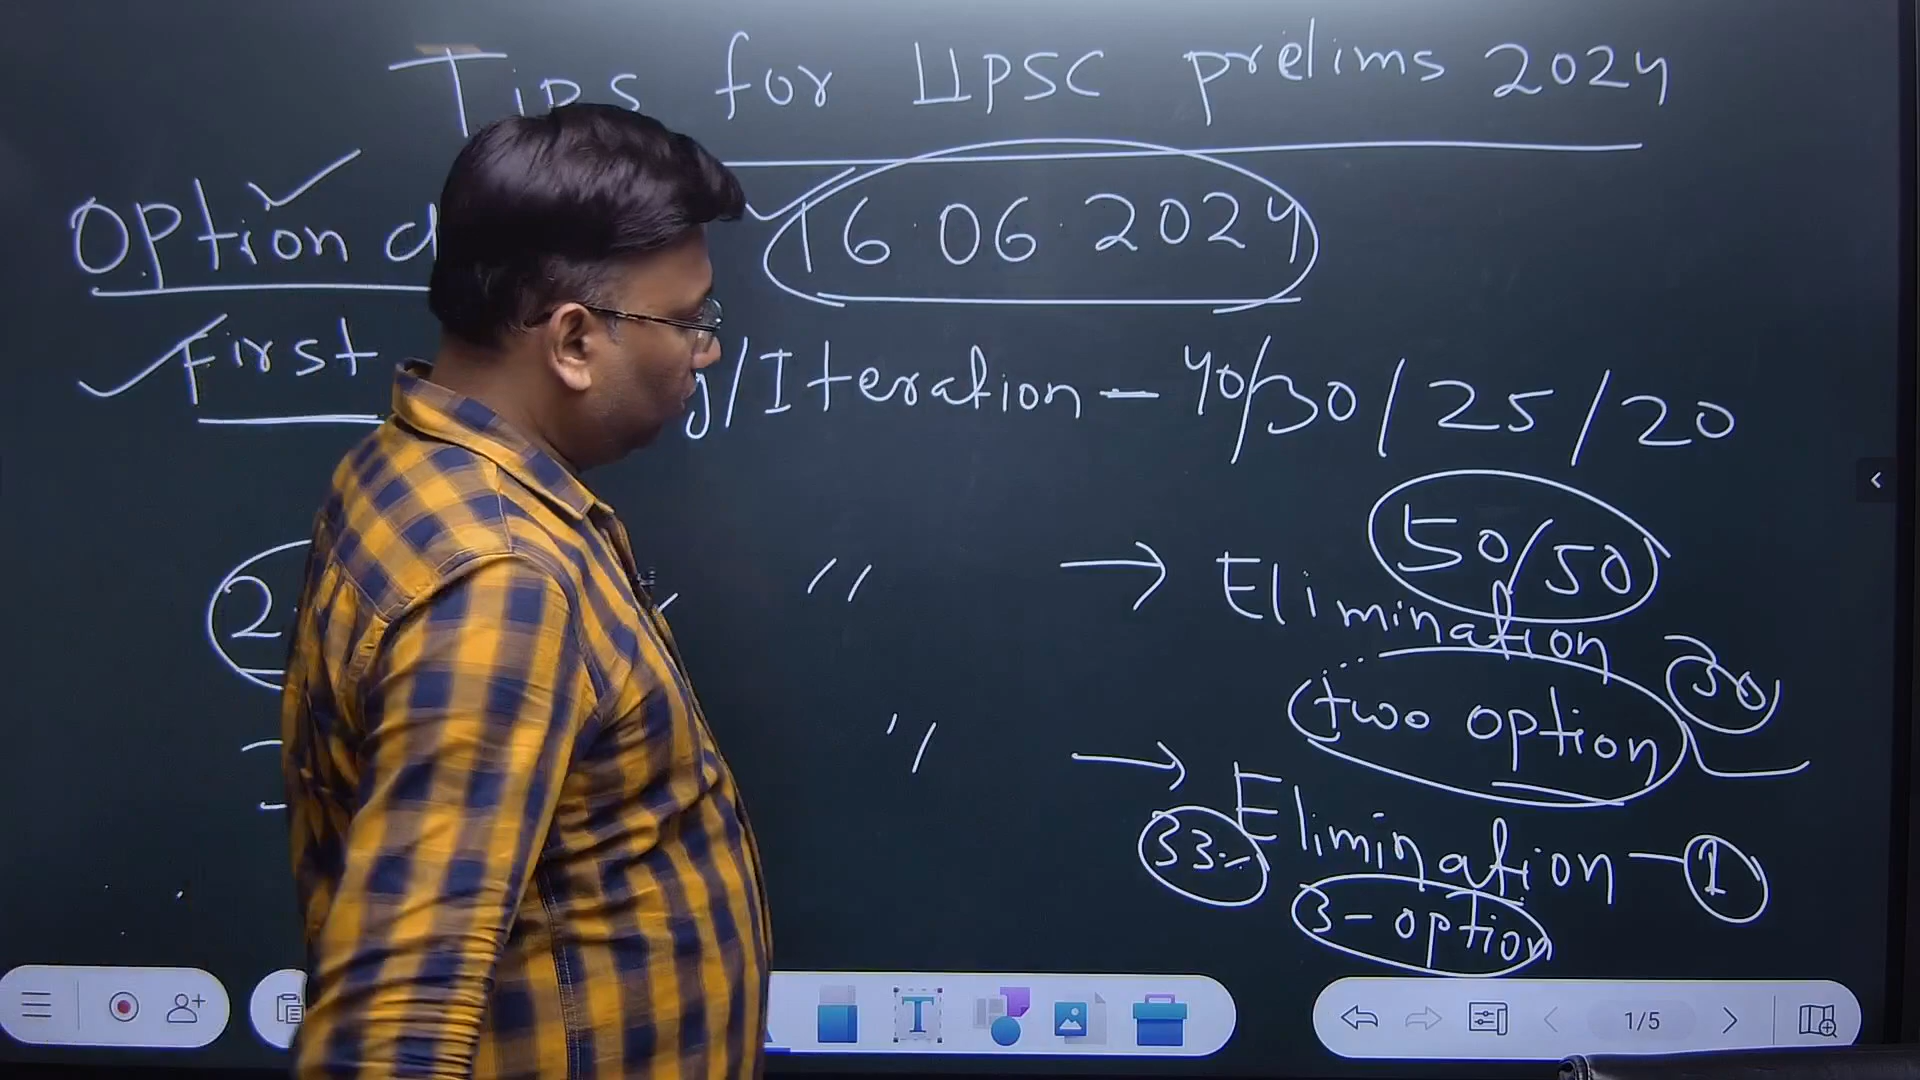 Tips for UPSC prelims 2024
Option d
16.06.2024
First g/Iteration - 40/30/25/20
50/50
2 " → Elimination
two option 30
" → Elimination - 1
33%
3-option
T
1/5